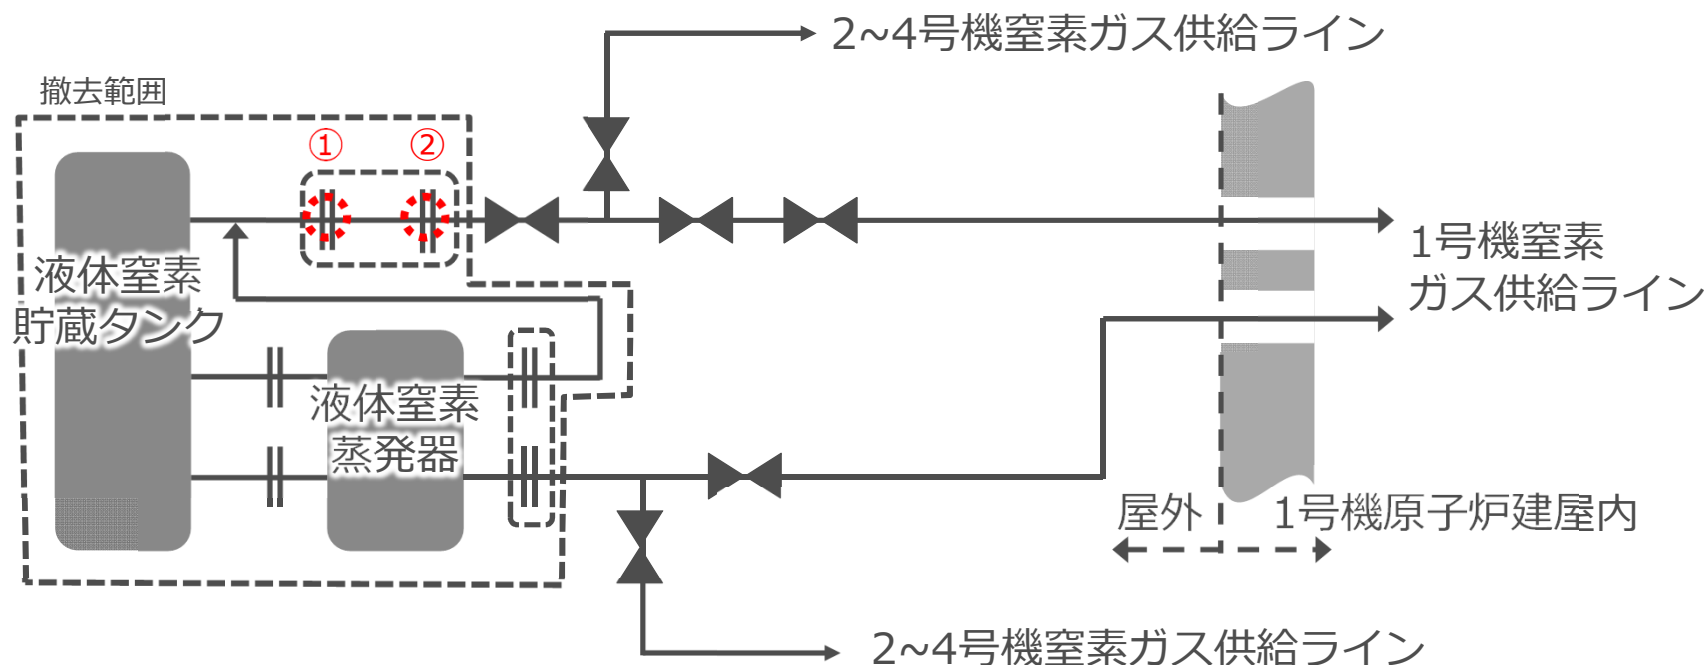 2~4号機窒素ガス供給ライン
撤去範囲
①
②
液体窒素
貯蔵タンク
1号機窒素
ガス供給ライン
液体窒素
蒸発器
屋外
1号機原子炉建屋内
2~4号機窒素ガス供給ライン